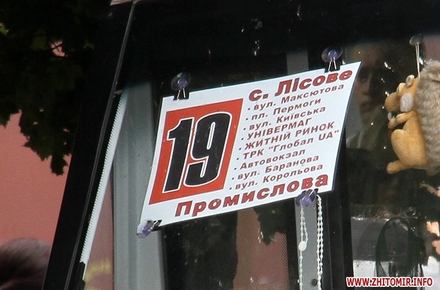 19
с. Лісове
- вул. Максютова
- пл. Пермоги
- вул. Київська
- УНІВЕРМАГ
- ЖИТНІЙ РИНОК
- ТРК "Глобал UA"
- Автовокзал
- вул. Баранова
- вул. Корольова
Промислова
WWW.ZHITOMIR.INFO